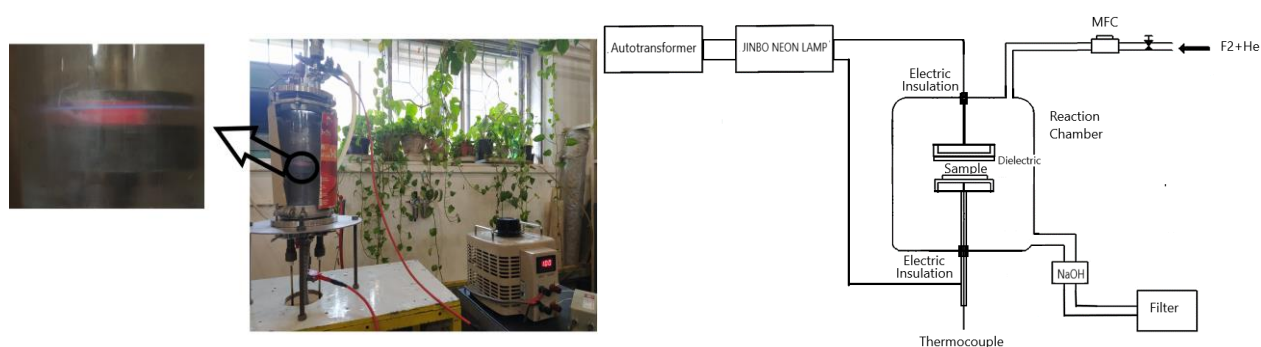 MFC
F2+He
Autotransformer
JINBO NEON LAMP
Electric
Insulation
Reaction
Chamber
Dielectric
Sample
Electric
Insulation
NaOH
Filter
Thermocouple
100